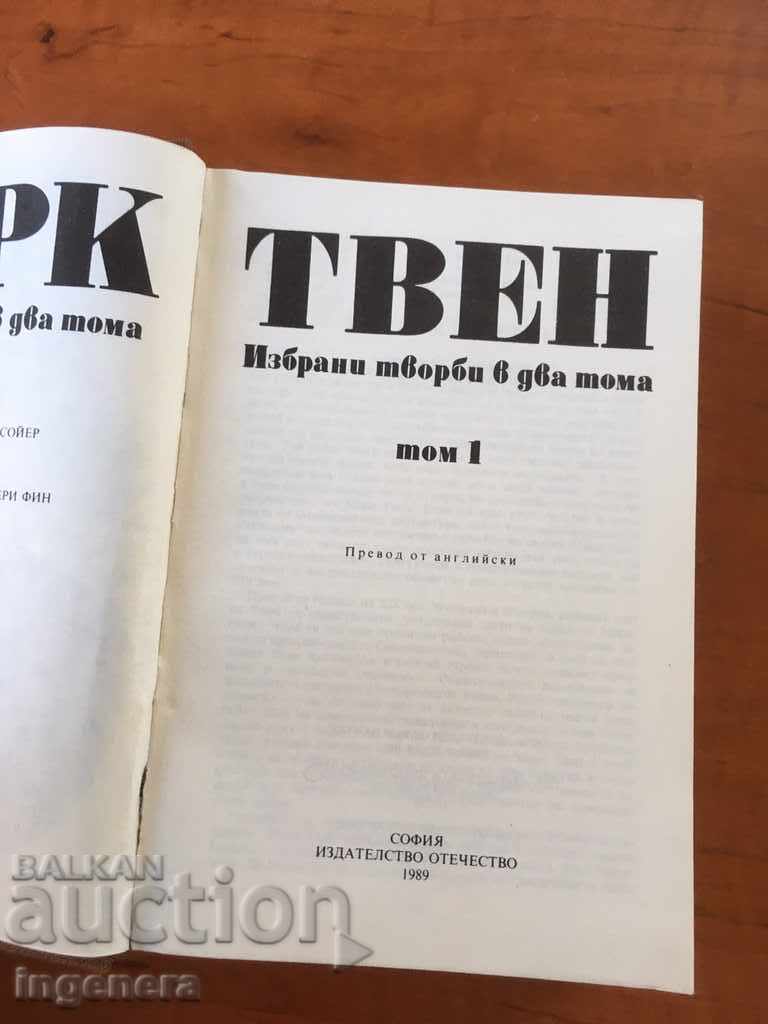 РК
в два тома
СОЙЕР
ЕРИ ФИН
ТВЕН
Избрани творби в два тома
том 1
Превод от английски
СОФИЯ
ИЗДАТЕЛСТВО ОТЕЧЕСТВО
1989
BALKAN
auction
ingenera